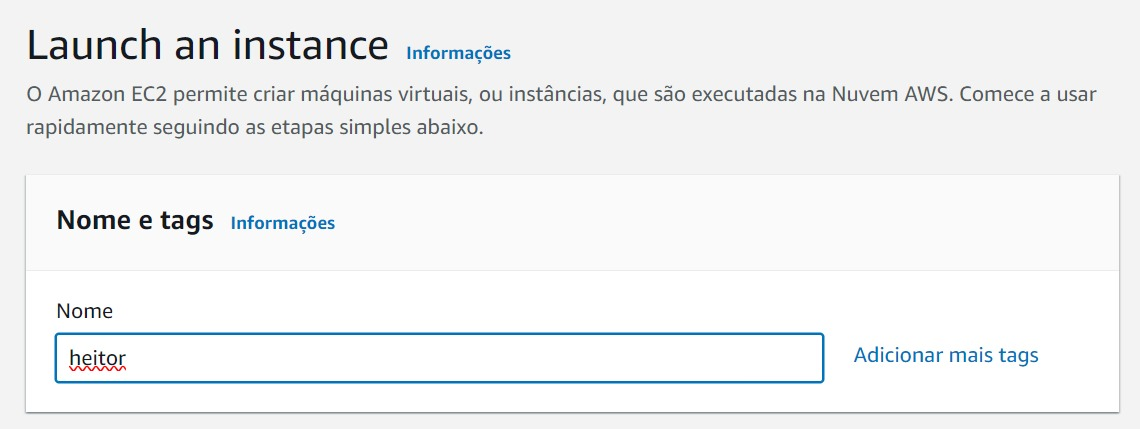 Launch an instance Informações
O Amazon EC2 permite criar máquinas virtuais, ou instâncias, que são executadas na Nuvem AWS. Comece a usar
rapidamente seguindo as etapas simples abaixo.
Nome e tags Informações
Nome
heitor Adicionar mais tags